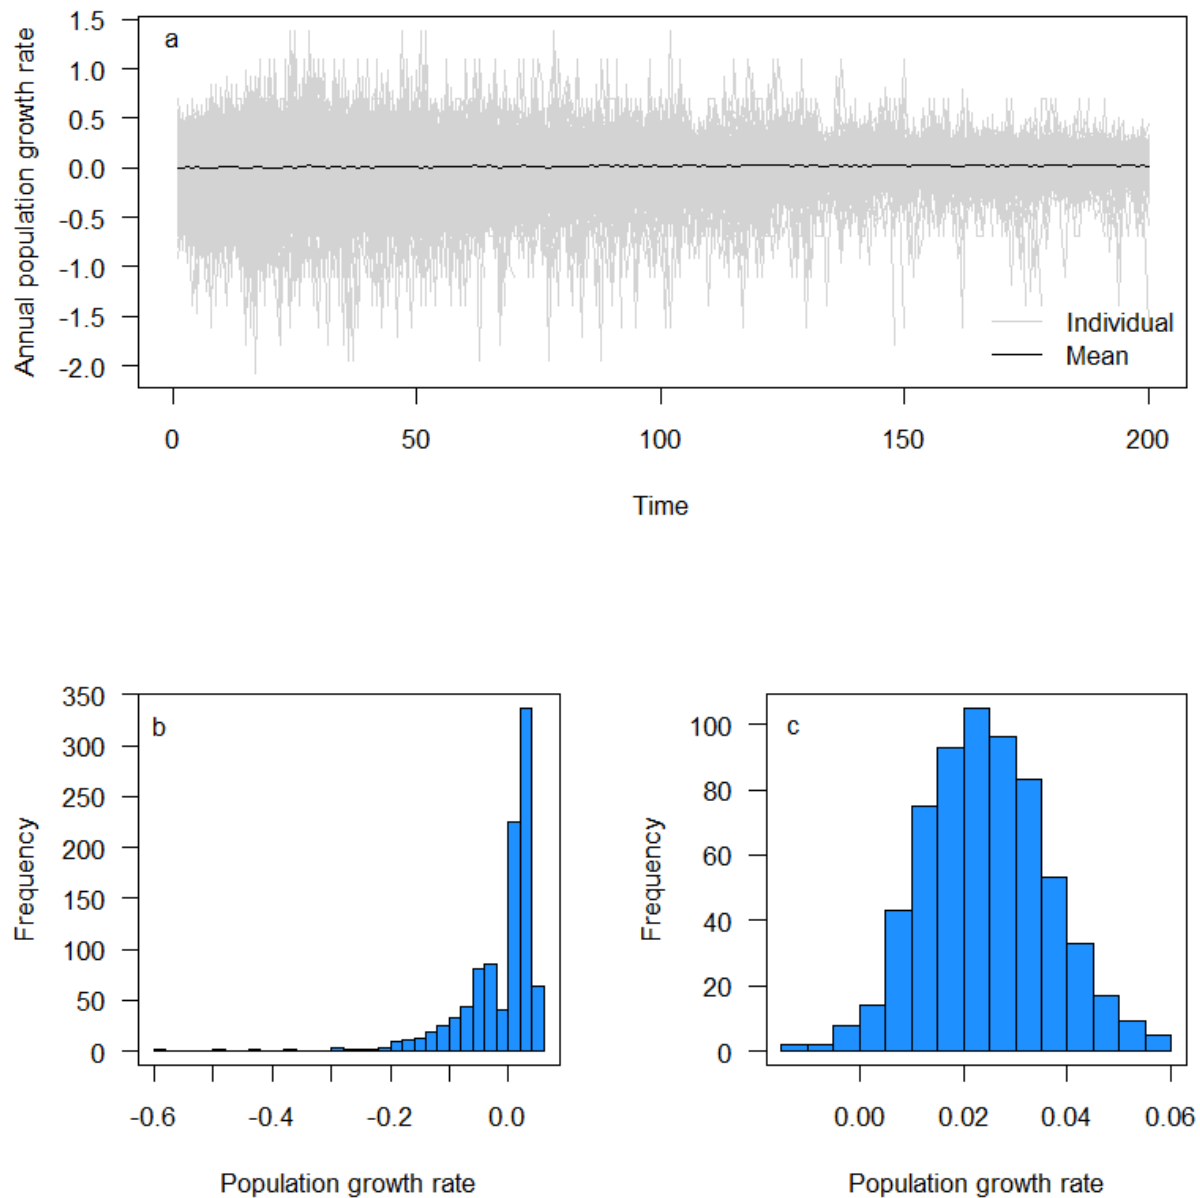 a
Annual population growth rate
1.5
1.0
0.5
0.0
-0.5
-1.0
-1.5
-2.0
Individual
Mean
0 50 100 150 200
Time
b
Frequency
350
300
250
200
150
100
50
0
-0.6 -0.4 -0.2 0.0
Population growth rate
c
Frequency
100
80
60
40
20
0
0.00 0.02 0.04 0.06
Population growth rate